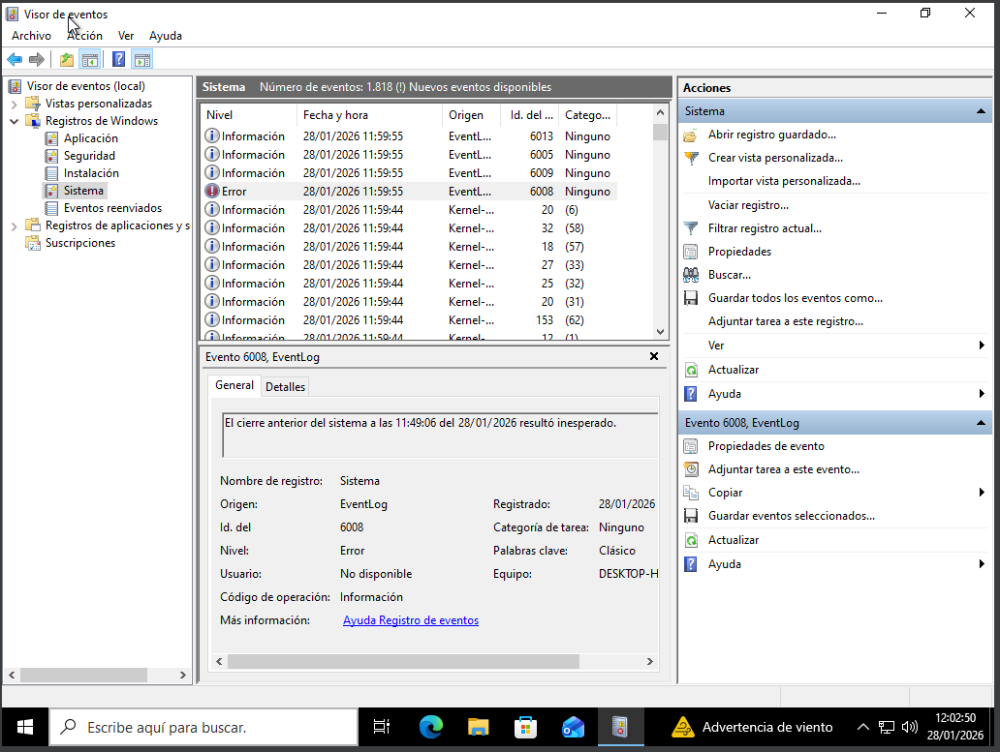 Visor de eventos
Archivo Acción Ver Ayuda
Visor de eventos (local)
Vistas personalizadas
Registros de Windows
Aplicación
Seguridad
Instalación
Sistema
Eventos reenviados
Registros de aplicaciones y s
Suscripciones
Sistema Número de eventos: 1.818 (!) Nuevos eventos disponibles
Nivel Fecha y hora Origen Id. del ... Catego...
Información 28/01/2026 11:59:55 EventL... 6013 Ninguno
Información 28/01/2026 11:59:55 EventL... 6005 Ninguno
Información 28/01/2026 11:59:55 EventL... 6009 Ninguno
Error 28/01/2026 11:59:55 EventL... 6008 Ninguno
Información 28/01/2026 11:59:44 Kernel-... 20 (6)
Información 28/01/2026 11:59:44 Kernel-... 32 (58)
Información 28/01/2026 11:59:44 Kernel-... 18 (57)
Información 28/01/2026 11:59:44 Kernel-... 27 (33)
Información 28/01/2026 11:59:44 Kernel-... 25 (32)
Información 28/01/2026 11:59:44 Kernel-... 20 (31)
Información 28/01/2026 11:59:44 Kernel-... 153 (62)
Información 28/01/2026 11:59:44 Kernel-... 12 (1)
Evento 6008, EventLog
General Detalles
El cierre anterior del sistema a las 11:49:06 del 28/01/2026 resultó inesperado.
Nombre de registro: Sistema
Origen: EventLog Registrado: 28/01/2026
Id. del 6008 Categoría de tarea: Ninguno
Nivel: Error Palabras clave: Clásico
Usuario: No disponible Equipo: DESKTOP-H
Código de operación: Información
Más información: Ayuda Registro de eventos
Acciones
Sistema
Abrir registro guardado...
Crear vista personalizada...
Importar vista personalizada...
Vaciar registro...
Filtrar registro actual...
Propiedades
Buscar...
Guardar todos los eventos como...
Adjuntar tarea a este registro...
Ver
Actualizar
Ayuda
Evento 6008, EventLog
Propiedades de evento
Adjuntar tarea a este evento...
Copiar
Guardar eventos seleccionados...
Actualizar
Ayuda
Escribe aquí para buscar.
Advertencia de viento
12:02:50
28/01/2026